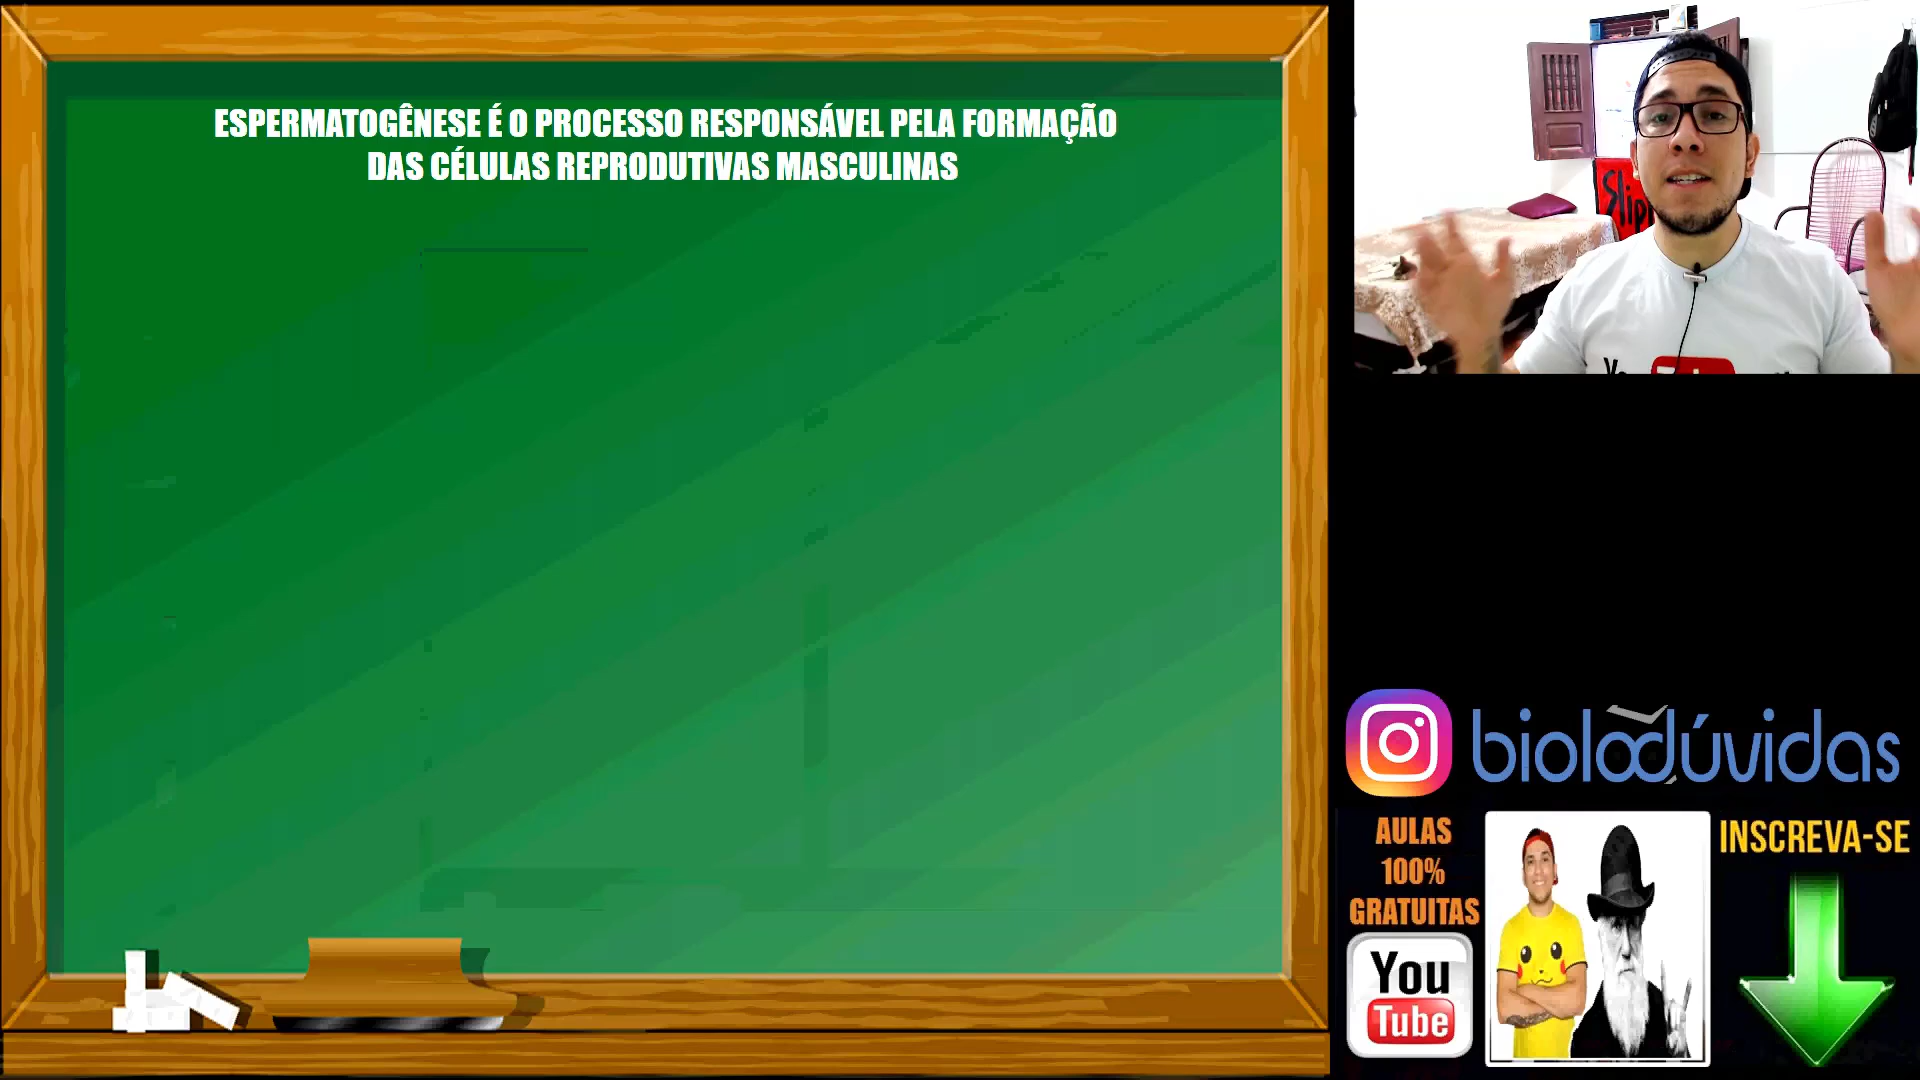 ESPERMATOGÊNESE É O PROCESSO RESPONSÁVEL PELA FORMAÇÃO
DAS CÉLULAS REPRODUTIVAS MASCULINAS
biolodúvidas
AULAS
100%
GRATUITAS
You
Tube
INSCREVA-SE